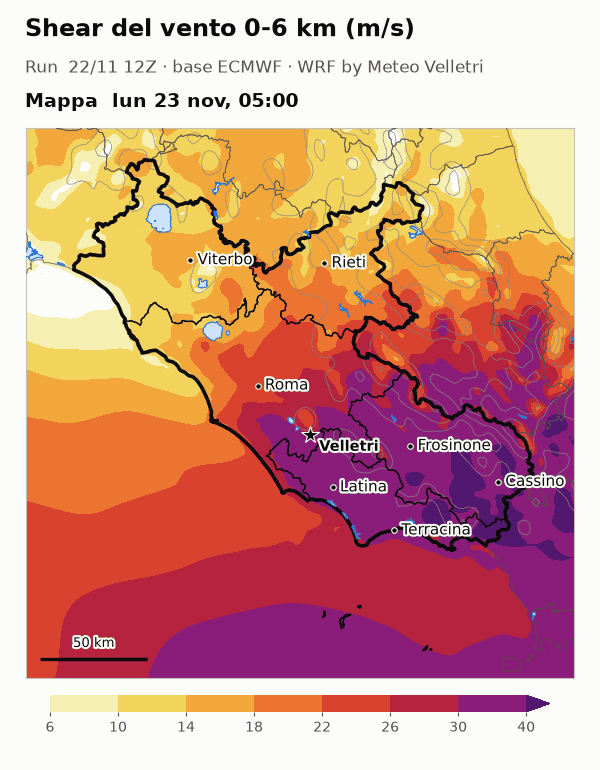 Shear del vento 0-6 km (m/s)
Run  22/11 12Z · base ECMWF · WRF by Meteo Velletri
Mappa  lun 23 nov, 05:00
Viterbo
Rieti
Roma
Velletri
Frosinone
Latina
Cassino
Terracina
50 km
6 10 14 18 22 26 30 40